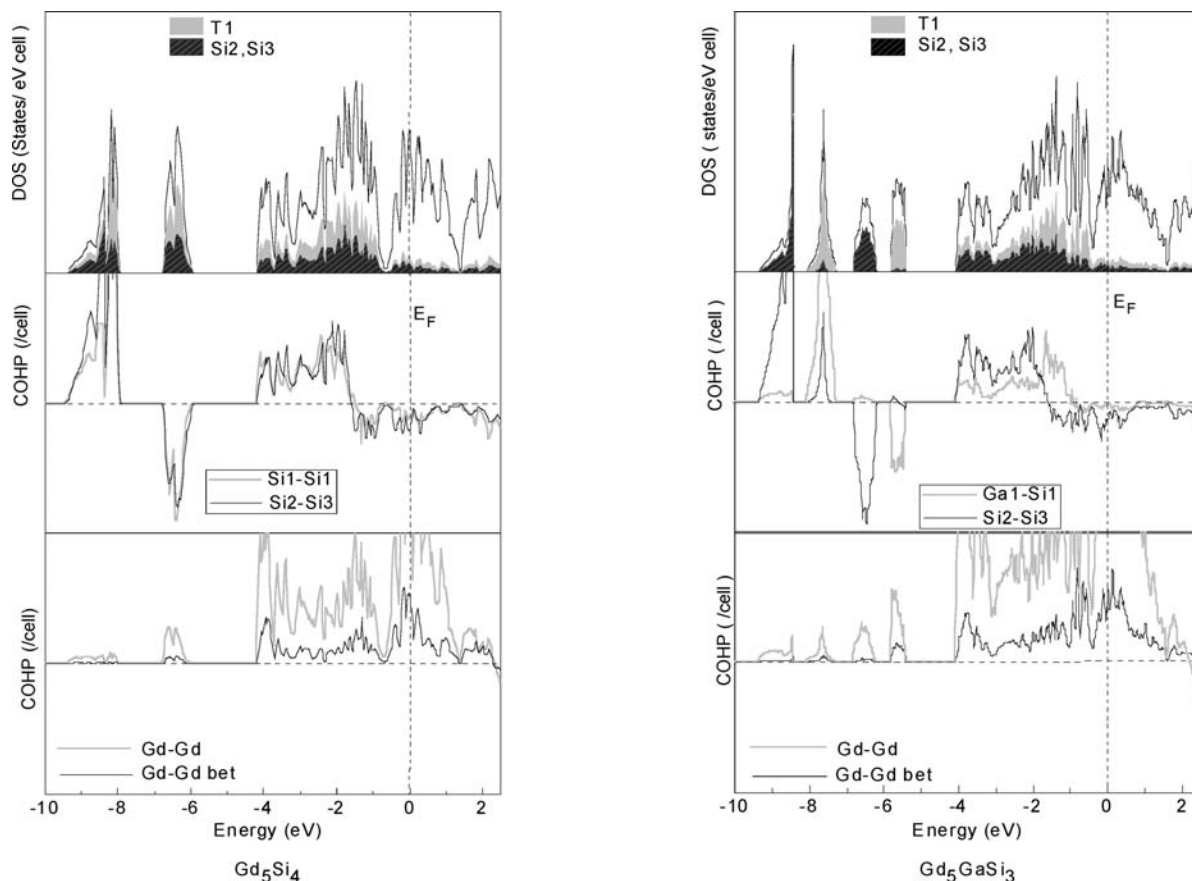 T1
Si2,Si3
DOS (States/ eV cell)
COHP (/cell)
E_F
Si1-Si1
Si2-Si3
COHP (/cell)
Gd-Gd
Gd-Gd bet
-10 -8 -6 -4 -2 0 2
Energy (eV)
Gd5Si4
T1
Si2, Si3
DOS ( states/eV cell)
COHP ( /cell)
E_F
Ga1-Si1
Si2-Si3
COHP ( /cell)
Gd-Gd
Gd-Gd bet
-10 -8 -6 -4 -2 0 2
Energy (eV)
Gd5GaSi3